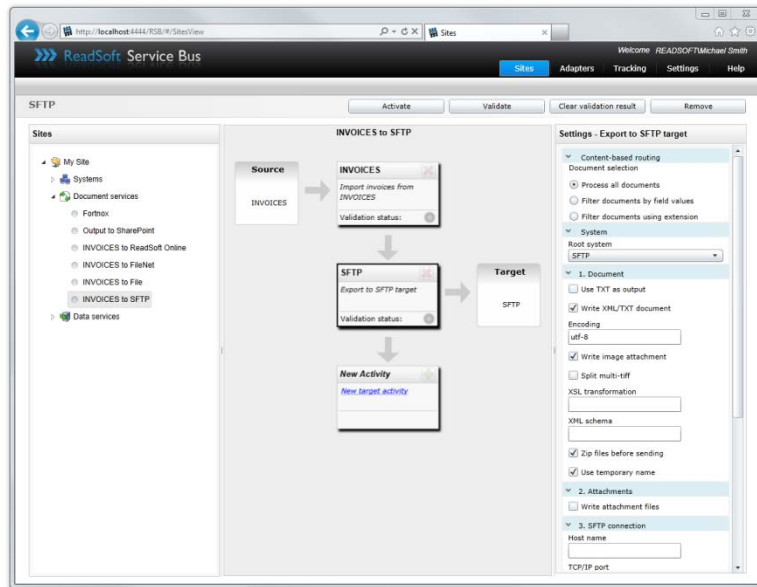 http://localhost:4444/RSB/#/SitesView
Sites
ReadSoft Service Bus
Welcome READSOFT\Michael Smith
Sites Adapters Tracking Settings Help
SFTP
Activate Validate Clear validation result Remove
Sites
My Site
Systems
Document services
Fortnox
Output to SharePoint
INVOICES to ReadSoft Online
INVOICES to FileNet
INVOICES to File
INVOICES to SFTP
Data services
INVOICES to SFTP
Source
INVOICES
INVOICES
Import invoices from
INVOICES
Validation status:
SFTP
Export to SFTP target
Validation status:
Target
SFTP
New Activity
New target activity
Settings - Export to SFTP target
Content-based routing
Document selection
Process all documents
Filter documents by field values
Filter documents using extension
System
Root system
SFTP
1. Document
Use TXT as output
Write XML/TXT document
Encoding
utf-8
Write image attachment
Split multi-tiff
XSL transformation
XML schema
Zip files before sending
Use temporary name
2. Attachments
Write attachment files
3. SFTP connection
Host name
TCP/IP port